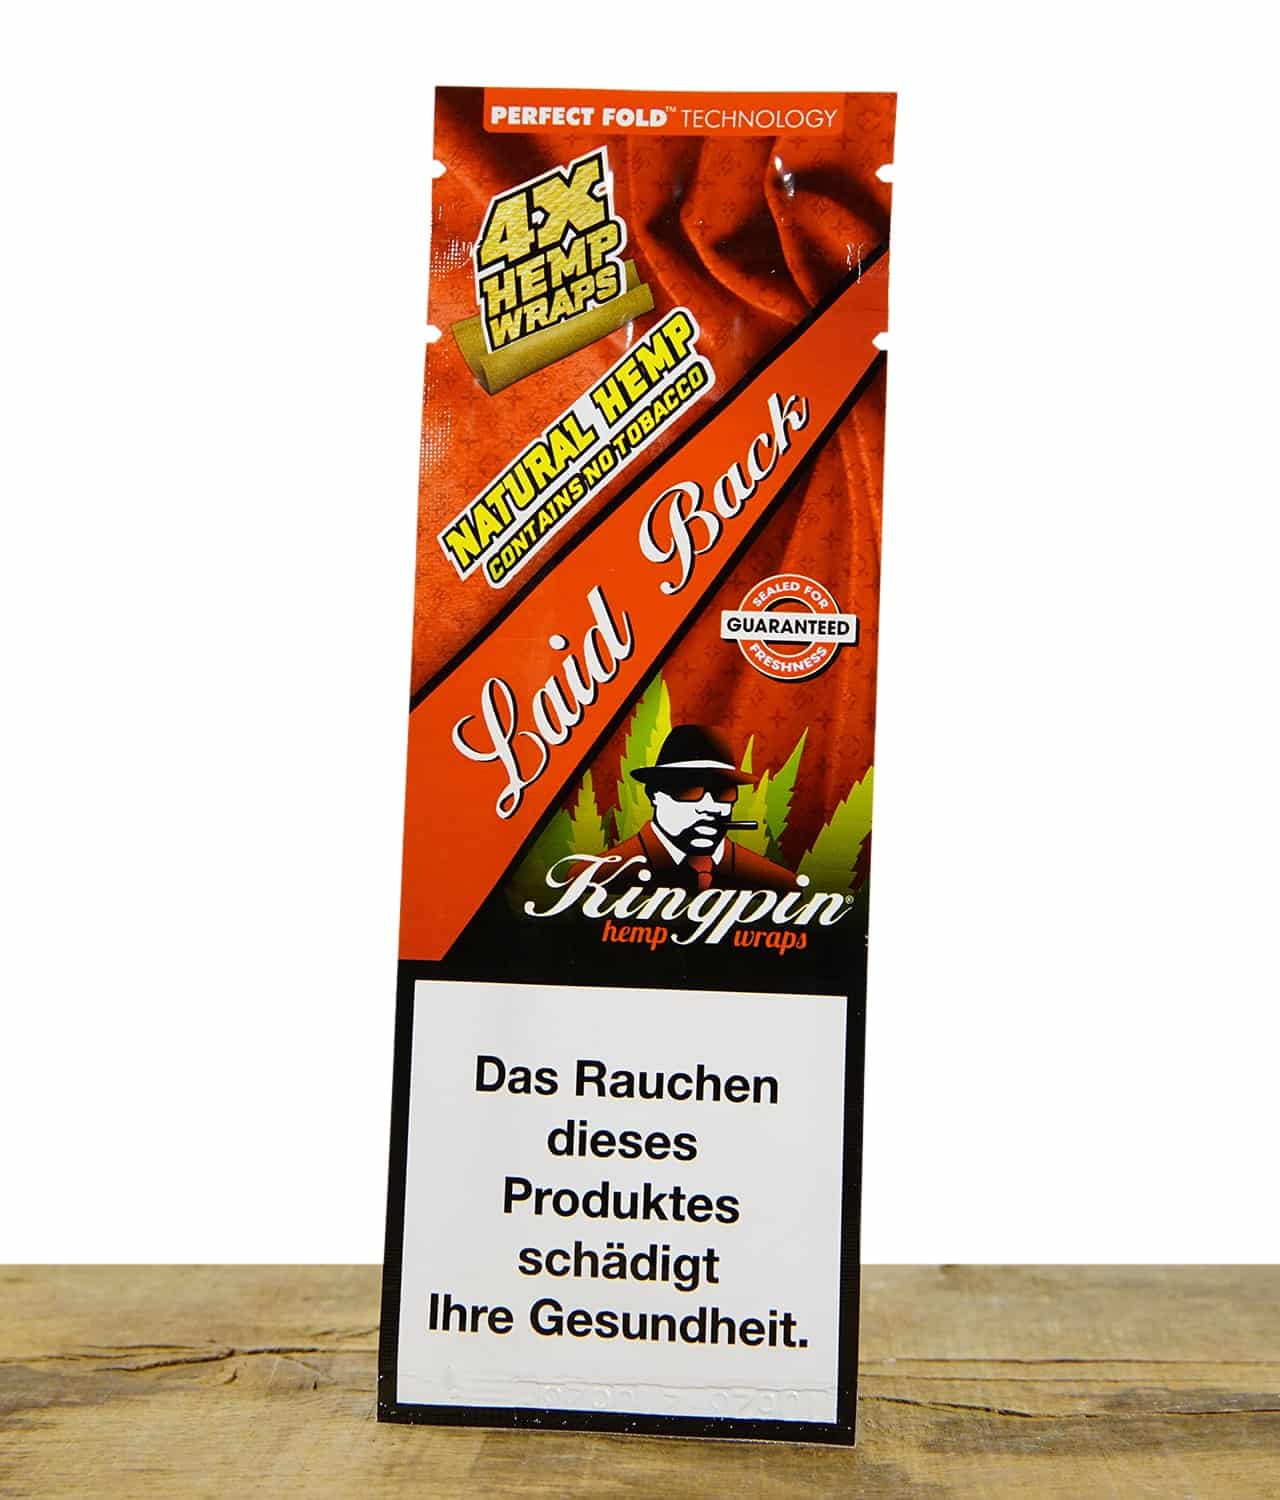 PERFECT FOLD™ TECHNOLOGY
4X
HEMP
WRAPS
NATURAL HEMP
CONTAINS NO TOBACCO
Laid Back
SEALED FOR
GUARANTEED
FRESHNESS
Kingpin®
hemp wraps
Das Rauchen
dieses
Produktes
schädigt
Ihre Gesundheit.